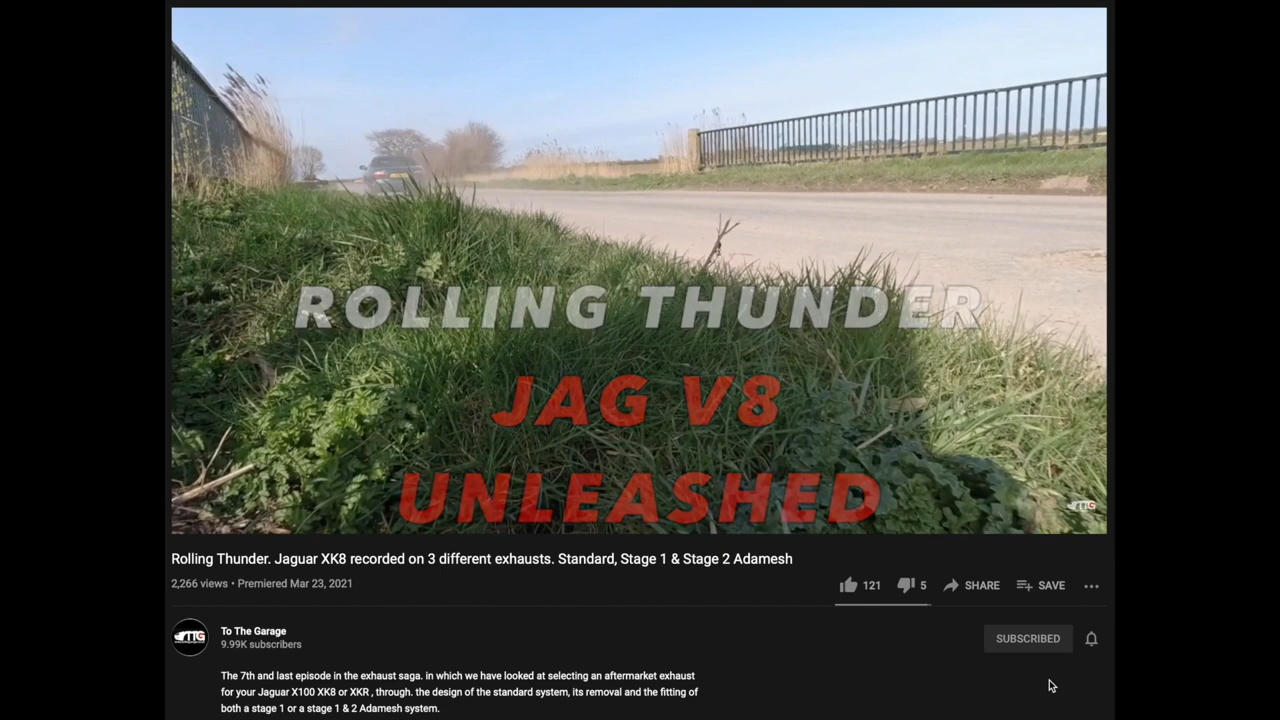 ROLLING THUNDER
JAG V8
UNLEASHED
TTG
Rolling Thunder. Jaguar XK8 recorded on 3 different exhausts. Standard, Stage 1 & Stage 2 Adamesh
2,266 views • Premiered Mar 23, 2021
121 5 SHARE SAVE
TTG
To The Garage
9.99K subscribers
SUBSCRIBED
The 7th and last episode in the exhaust saga. in which we have looked at selecting an aftermarket exhaust
for your Jaguar X100 XK8 or XKR , through. the design of the standard system, its removal and the fitting of
both a stage 1 or a stage 1 & 2 Adamesh system.